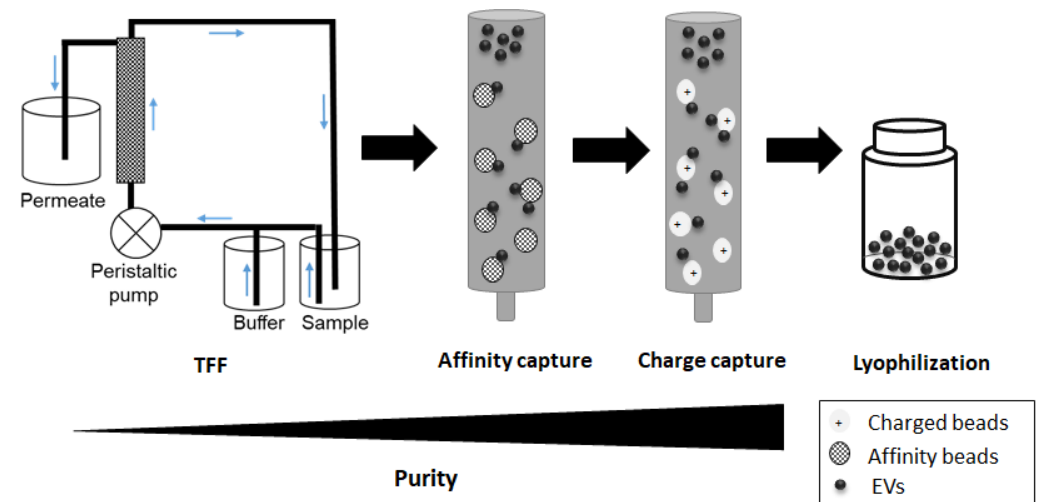 Permeate
Peristaltic
pump
Buffer
Sample
TFF
Affinity capture
Charge capture
Lyophilization
+
+
+
+
+
+
+
Purity
+ Charged beads
Affinity beads
EVs